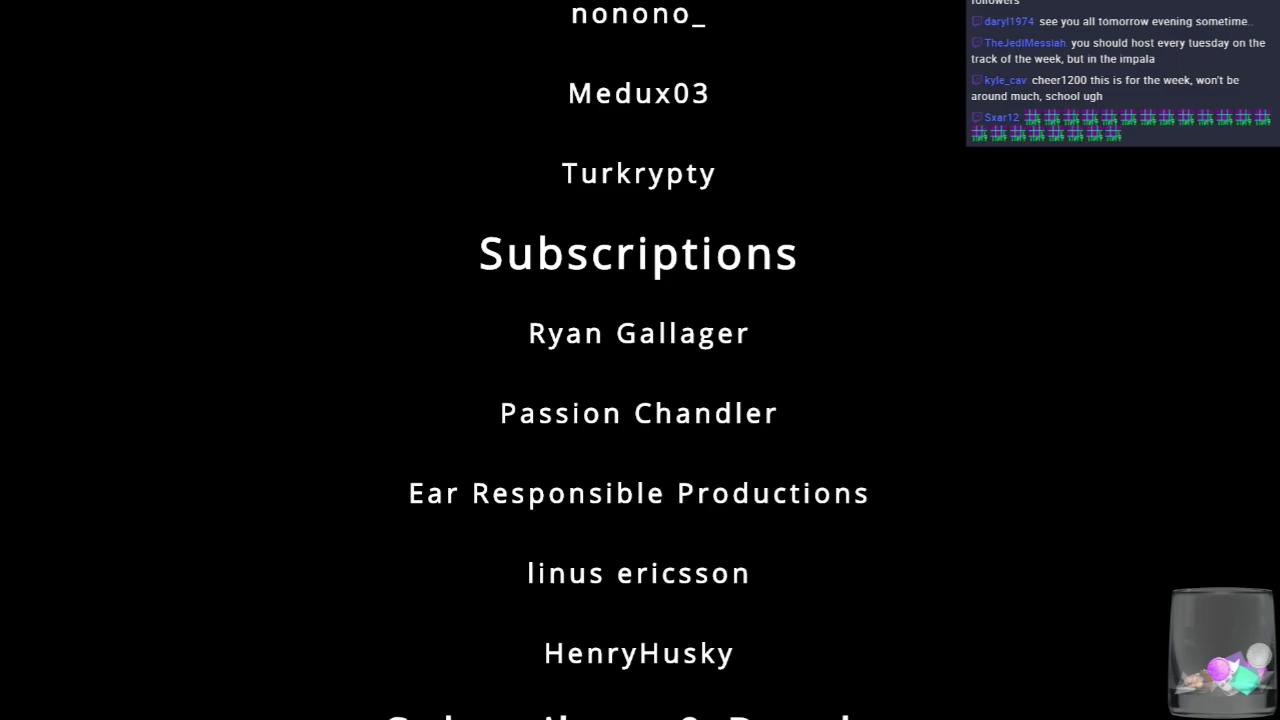 nonono_
Medux03
Turkrypty
Subscriptions
Ryan Gallager
Passion Chandler
Ear Responsible Productions
linus ericsson
HenryHusky
followers
daryl1974 see you all tomorrow evening sometime..
TheJediMessiah you should host every tuesday on the
track of the week, but in the impala
kyle_cav cheer1200 this is for the week, won't be
around much, school ugh
Sxar12